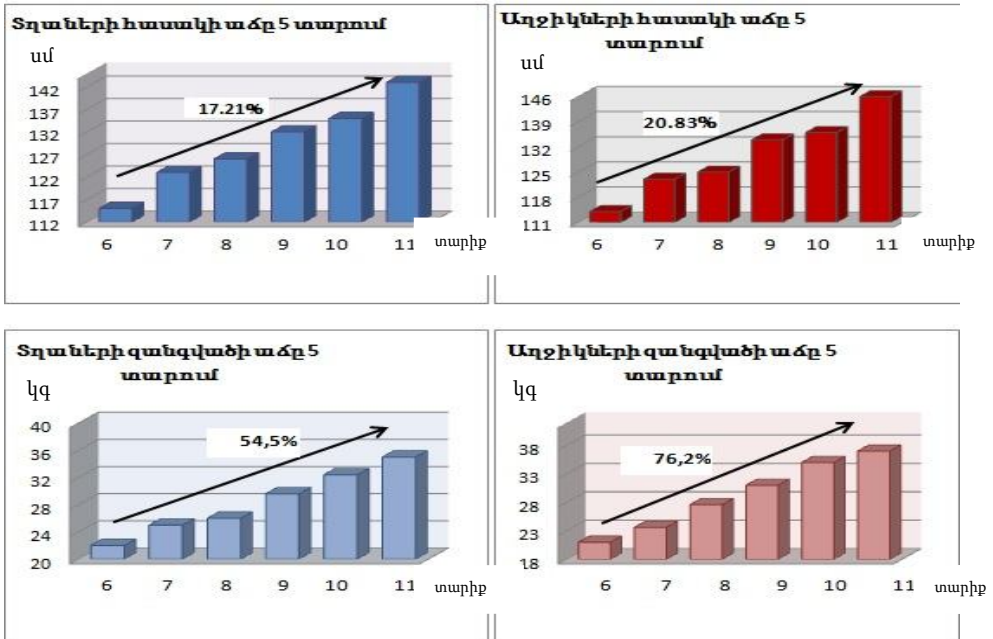 Տղաների հասակի աճը 5 տարում
սմ
142
137
132
127
122
117
112
17.21%
6 7 8 9 10 11 տարիք
Աղջիկների հասակի աճը 5
տարում
սմ
146
139
132
125
118
111
20.83%
6 7 8 9 10 11 տարիք
Տղաների զանգվածի աճը 5
տարում
կգ
40
36
32
28
24
20
54,5%
6 7 8 9 10 11 տարիք
Աղջիկների զանգվածի աճը 5
տարում
կգ
38
33
28
23
18
76,2%
6 7 8 9 10 11 տարիք